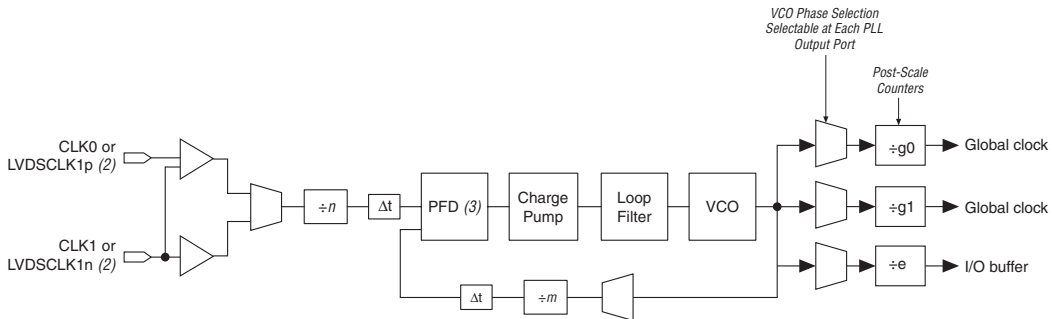 VCO Phase Selection
Selectable at Each PLL
Output Port
Post-Scale
Counters
CLK0 or
LVDSCLK1p (2)
÷g0
Global clock
÷n
Δt
PFD (3)
Charge
Pump
Loop
Filter
VCO
÷g1
Global clock
CLK1 or
LVDSCLK1n (2)
÷e
I/O buffer
Δt
÷m